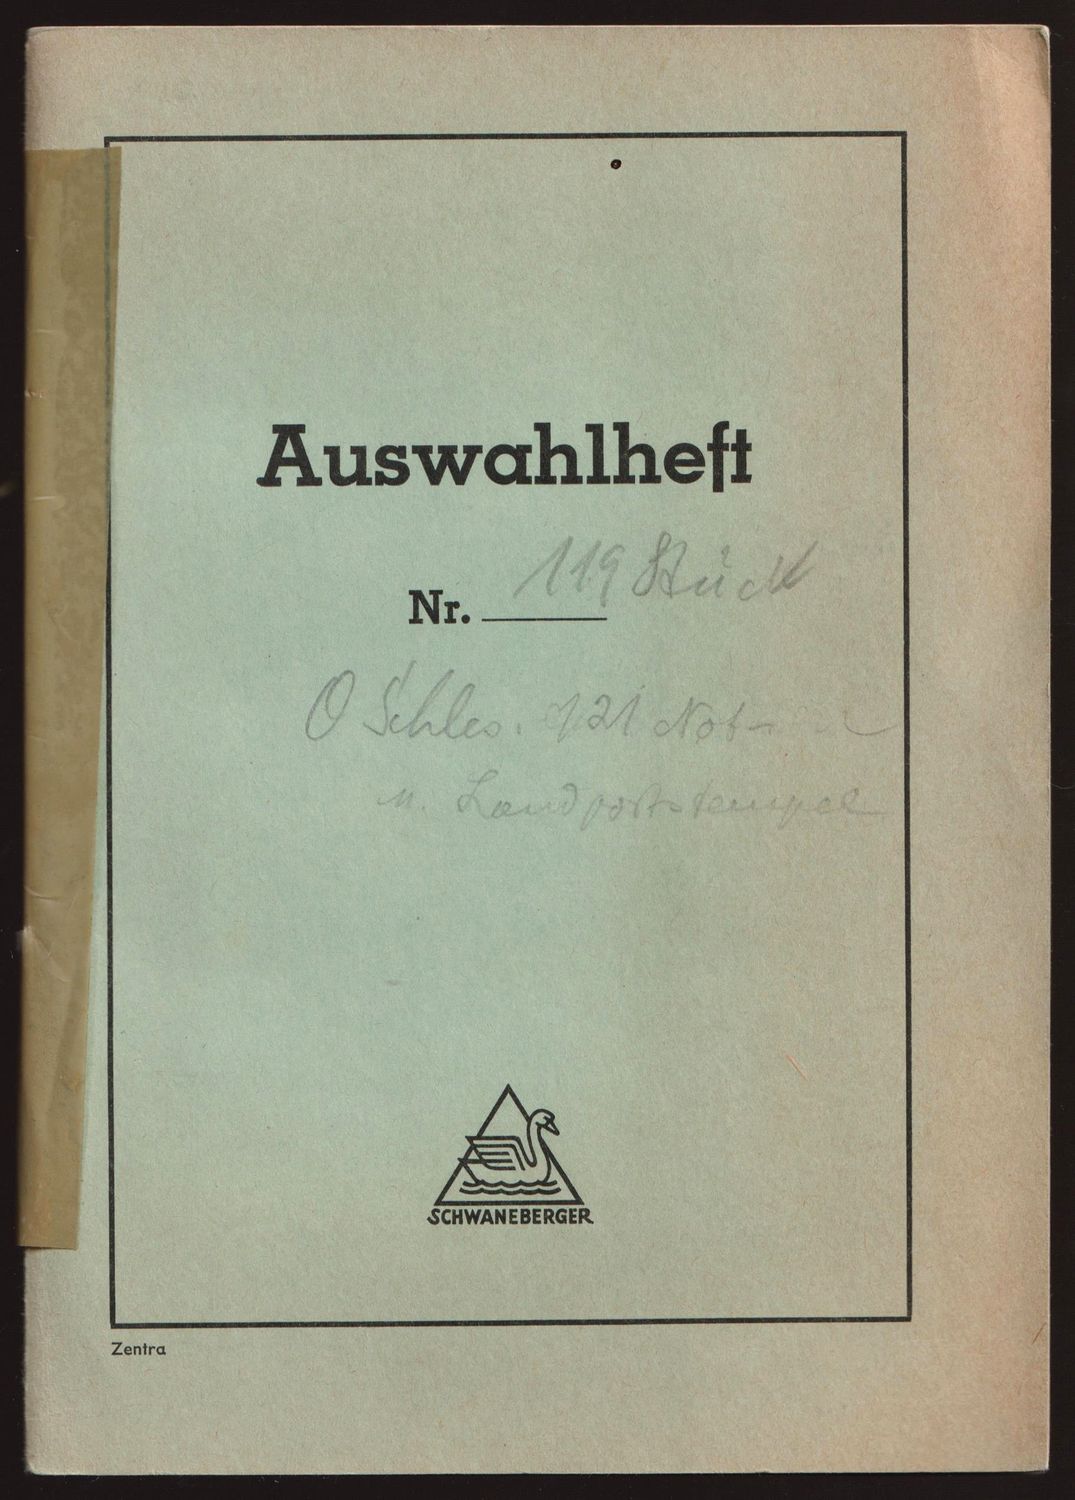 Auswahlheft
Nr. 119 Stück
O Schles. 121 Not-
u. Landpoststempel
SCHWANEBERGER
Zentra